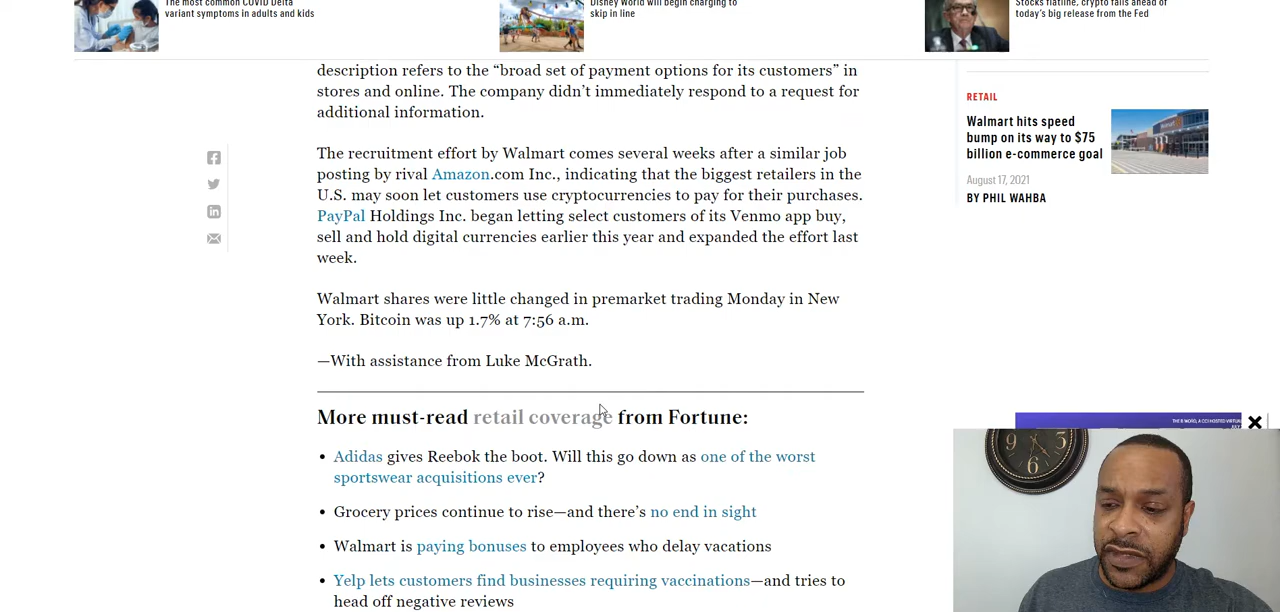 The most common COVID Delta
variant symptoms in adults and kids
Disney World will begin charging to
skip in line
Stocks flatline, crypto falls ahead of
today's big release from the Fed
description refers to the “broad set of payment options for its customers” in
stores and online. The company didn’t immediately respond to a request for
additional information.
The recruitment effort by Walmart comes several weeks after a similar job
posting by rival Amazon.com Inc., indicating that the biggest retailers in the
U.S. may soon let customers use cryptocurrencies to pay for their purchases.
PayPal Holdings Inc. began letting select customers of its Venmo app buy,
sell and hold digital currencies earlier this year and expanded the effort last
week.
Walmart shares were little changed in premarket trading Monday in New
York. Bitcoin was up 1.7% at 7:56 a.m.
—With assistance from Luke McGrath.
More must-read retail coverage from Fortune:
• Adidas gives Reebok the boot. Will this go down as one of the worst
sportswear acquisitions ever?
• Grocery prices continue to rise—and there’s no end in sight
• Walmart is paying bonuses to employees who delay vacations
• Yelp lets customers find businesses requiring vaccinations—and tries to
head off negative reviews
RETAIL
Walmart hits speed
bump on its way to $75
billion e-commerce goal
August 17, 2021
BY PHIL WAHBA